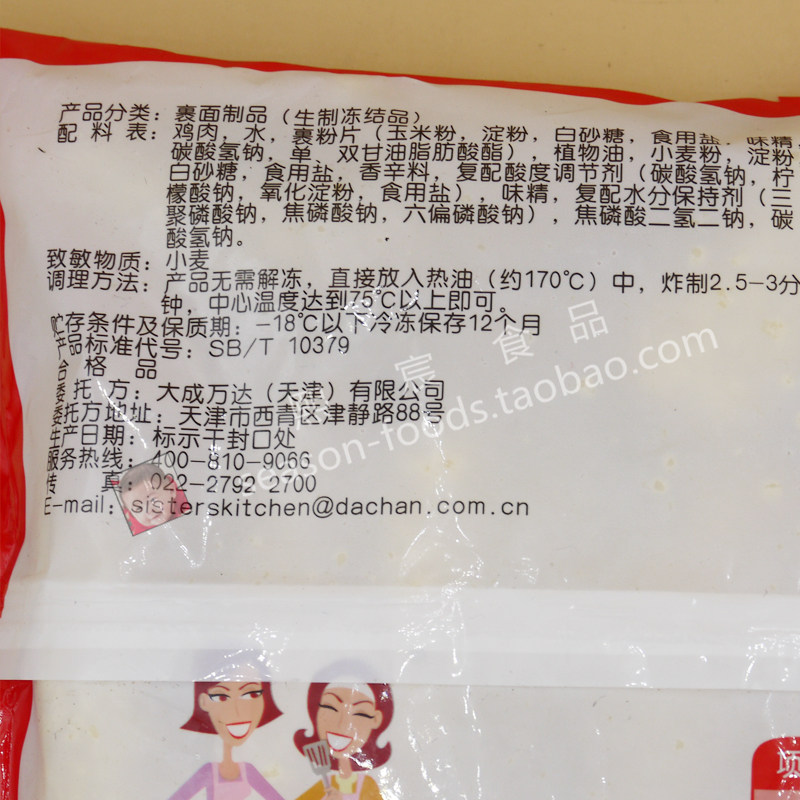 产品分类：裹面制品（生制冻结品）
配料表：鸡肉，水，裹粉片（玉米粉，淀粉，白砂糖，食用盐，味精，
碳酸氢钠，单、双甘油脂肪酸酯），植物油，小麦粉，淀粉
白砂糖，食用盐，香辛料，复配酸度调节剂（碳酸氢钠，柠
檬酸钠，氧化淀粉，食用盐），味精，复配水分保持剂（三
聚磷酸钠，焦磷酸钠，六偏磷酸钠），焦磷酸二氢二钠，碳
酸氢钠。
致敏物质：小麦
调理方法：产品无需解冻，直接放入热油（约170℃）中，炸制2.5-3分
钟，中心温度达到75℃以上即可。
贮存条件及保质期：-18℃以下冷冻保存12个月
产品标准代号：SB/T 10379
合格品
委托方：大成万达（天津）有限公司
委托方地址：天津市西青区津静路88号
生产日期：标示于封口处
服务热线：400-810-9066
传真：022-2792 2700
E-mail：sisterskitchen@dachan.com.cn
宸食品
season-foods.taobao.com
项